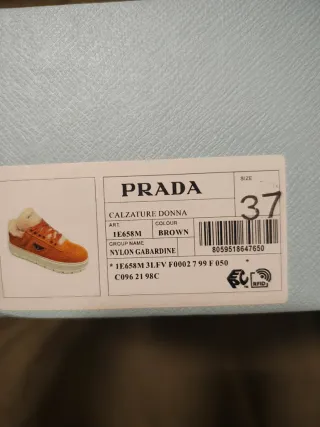 PRADA
SIZE
37
CALZATURE DONNA
ART. COLOUR
1E658M BROWN
GROUP NAME
NYLON GABARDINE
8059518647650
* 1E658M 3LFV F0002 7 99 F 050 *
C096 21 98C
RFID